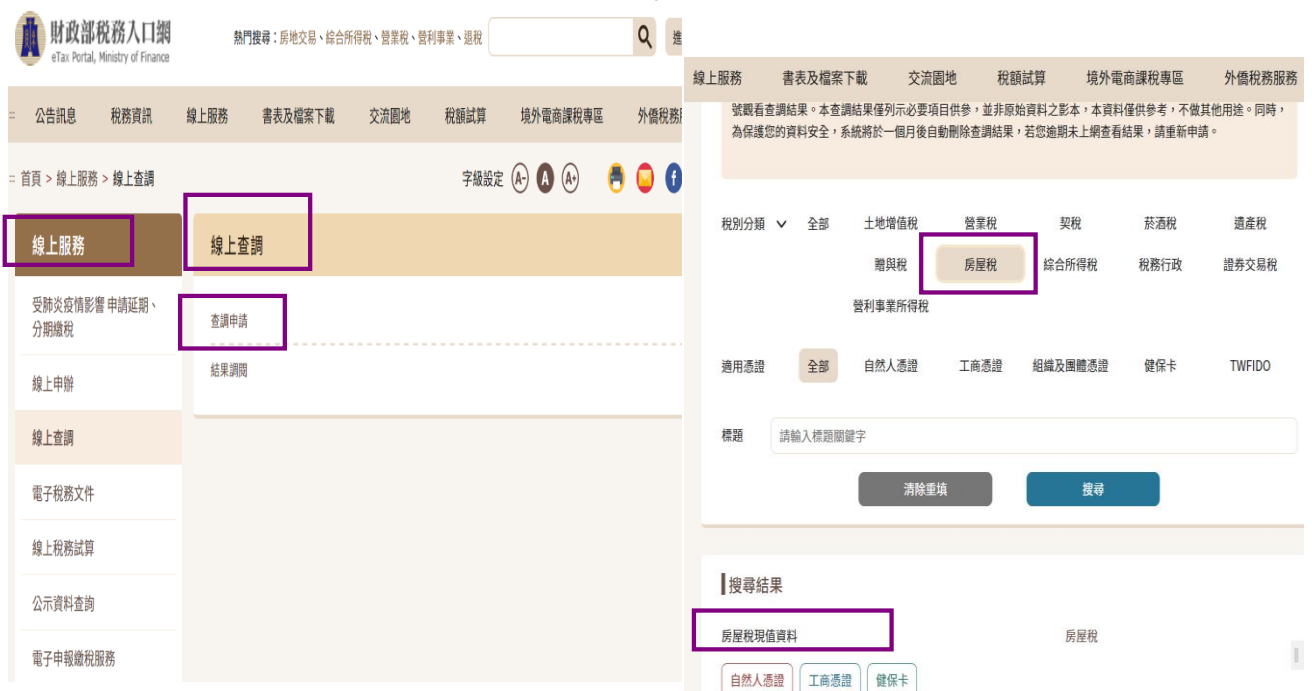 財政部稅務入口網
eTax Portal, Ministry of Finance
熱門搜尋：房地交易、綜合所得稅、營業稅、營利事業、退稅
進
公告訊息 稅務資訊 線上服務 書表及檔案下載 交流園地 稅額試算 境外電商課稅專區 外僑稅務
首頁 > 線上服務 > 線上查調
字級設定 A- A A+
線上服務
受肺炎疫情影響 申請延期、
分期繳稅
線上申辦
線上查調
電子稅務文件
線上稅務試算
公示資料查詢
電子申報繳稅服務
線上查調
查調申請
結果調閱
線上服務 書表及檔案下載 交流園地 稅額試算 境外電商課稅專區 外僑稅務服務
號觀看查調結果。本查調結果僅列示必要項目供參，並非原始資料之影本，本資料僅供參考，不做其他用途。同時，
為保護您的資料安全，系統將於一個月後自動刪除查調結果，若您逾期未上網查看結果，請重新申請。
稅別分類 全部 土地增值稅 營業稅 契稅 菸酒稅 遺產稅
贈與稅 房屋稅 綜合所得稅 稅務行政 證券交易稅
營利事業所得稅
適用憑證 全部 自然人憑證 工商憑證 組織及團體憑證 健保卡 TWFIDO
標題 請輸入標題關鍵字
清除重填 搜尋
搜尋結果
房屋稅現值資料 房屋稅
自然人憑證 工商憑證 健保卡